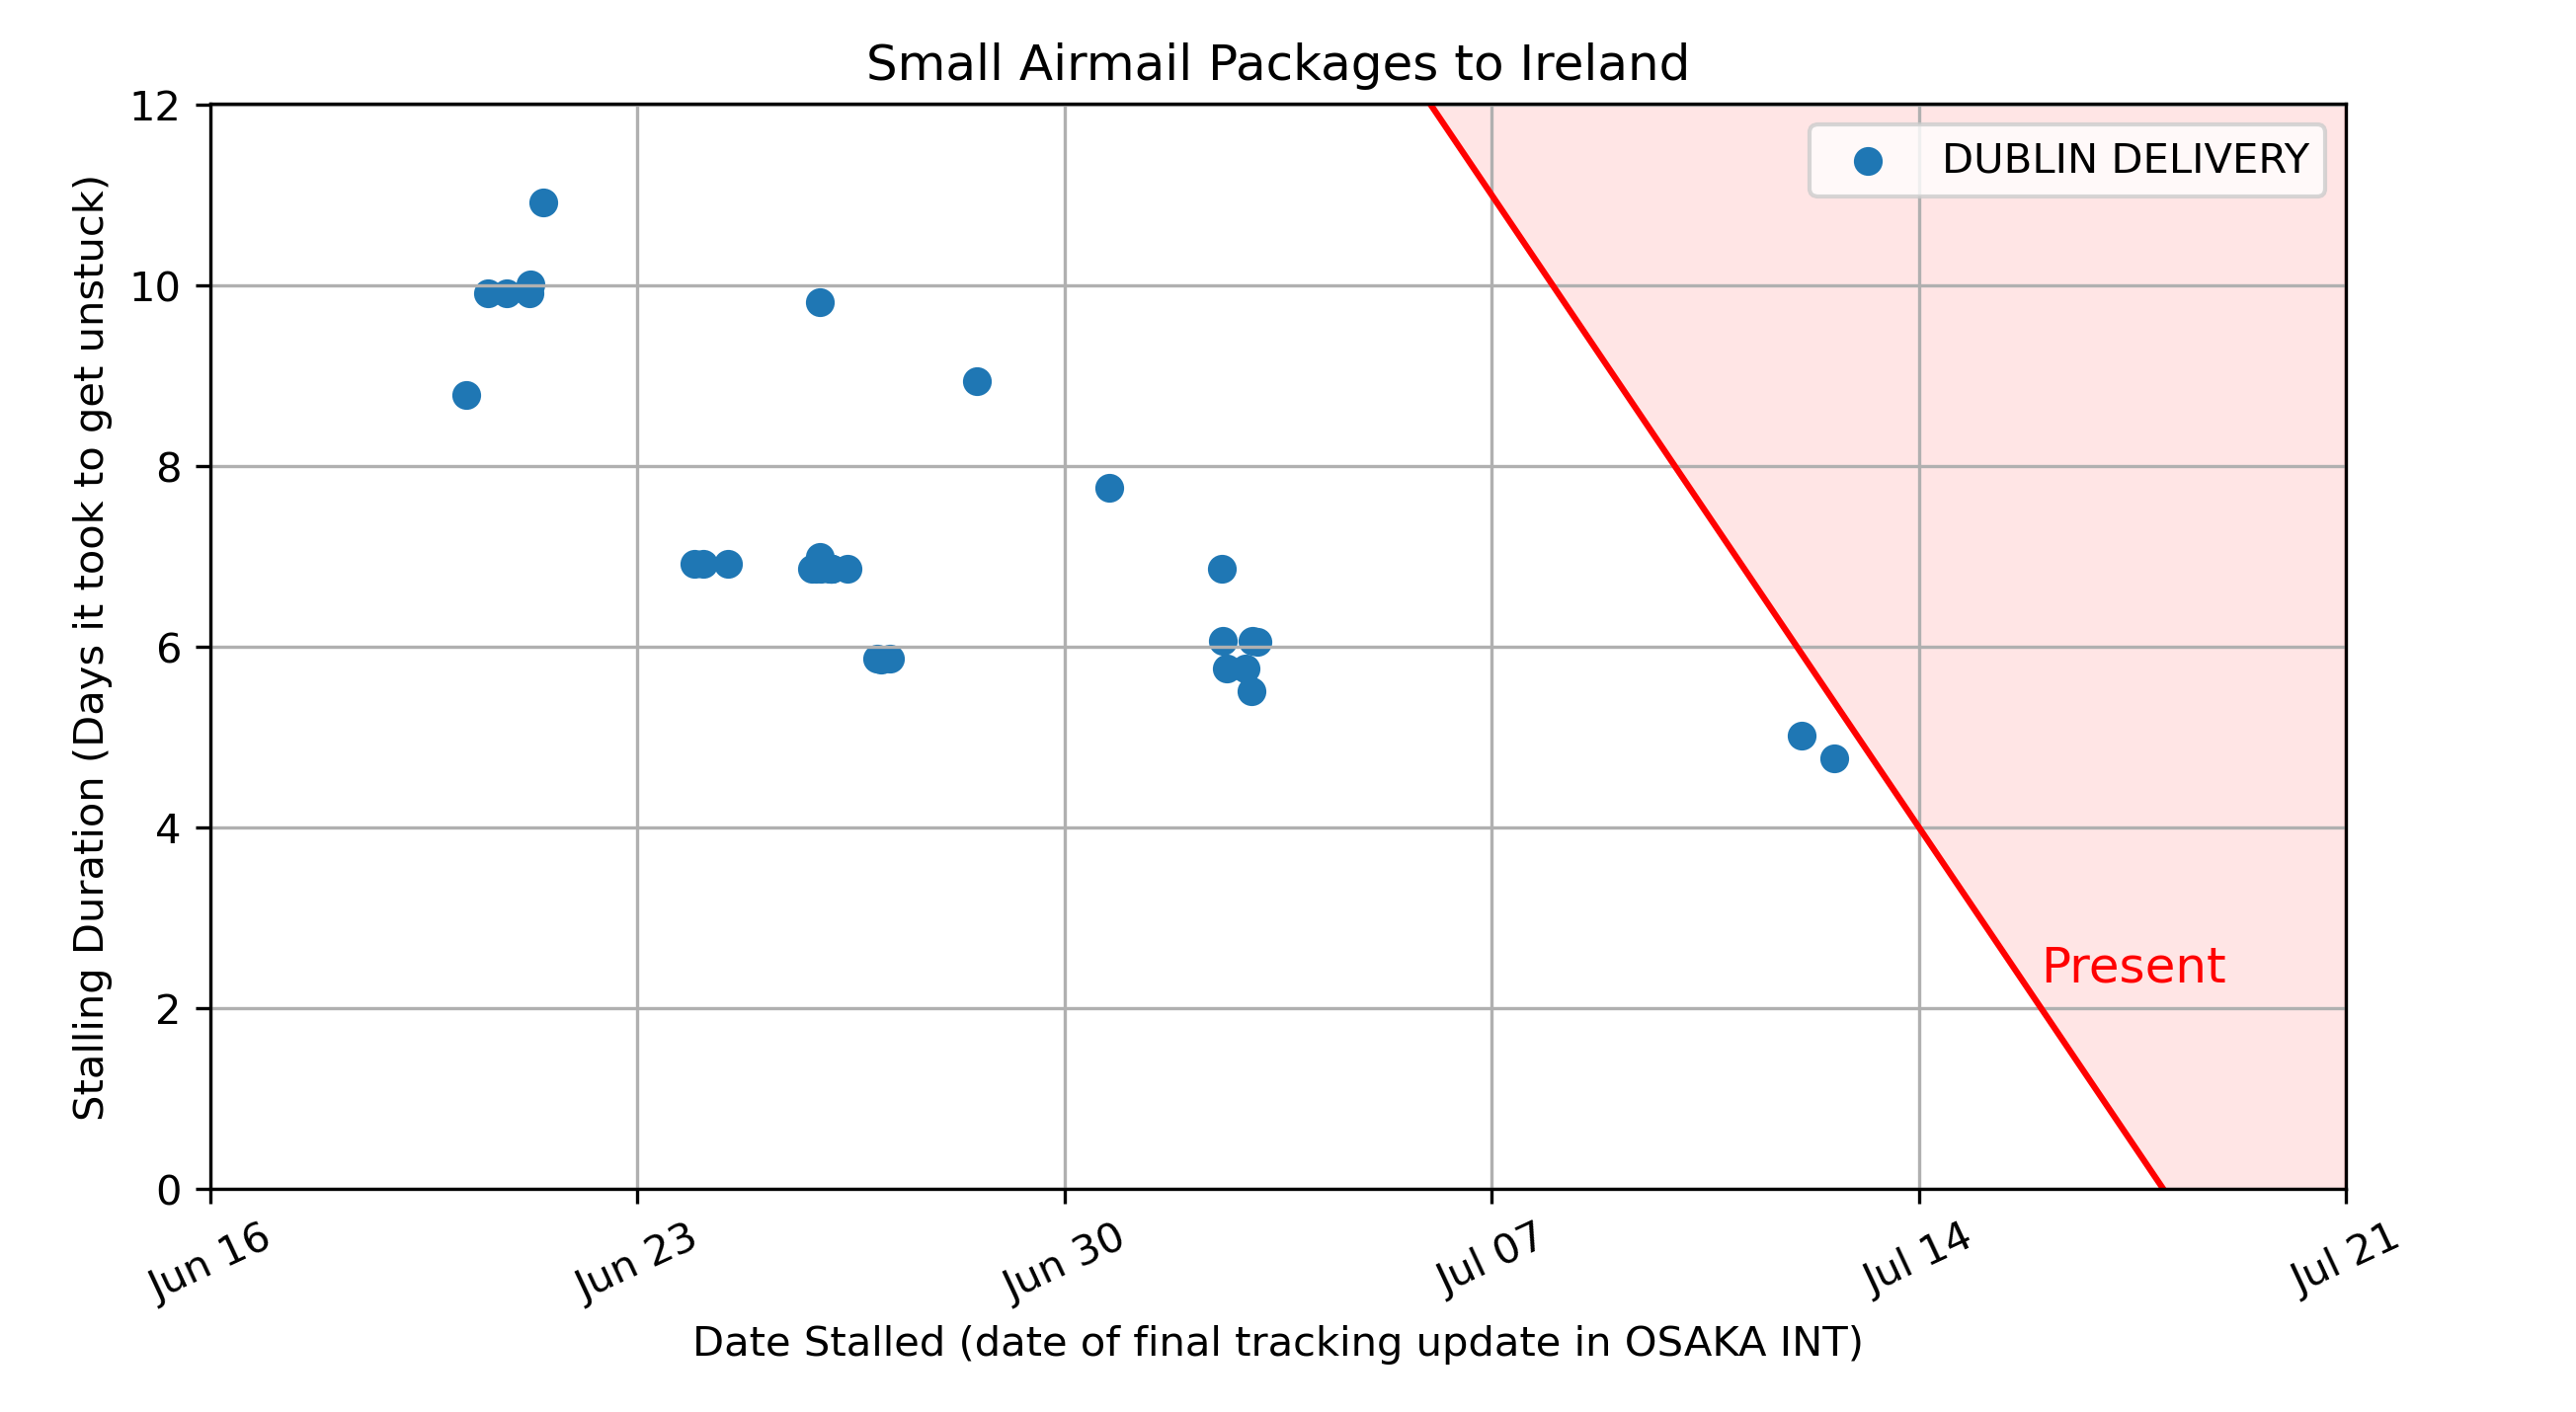 Small Airmail Packages to Ireland
DUBLIN DELIVERY
Stalling Duration (Days it took to get unstuck)
12
10
8
6
4
2
0
Present
Jun 16
Jun 23
Jun 30
Jul 07
Jul 14
Jul 21
Date Stalled (date of final tracking update in OSAKA INT)